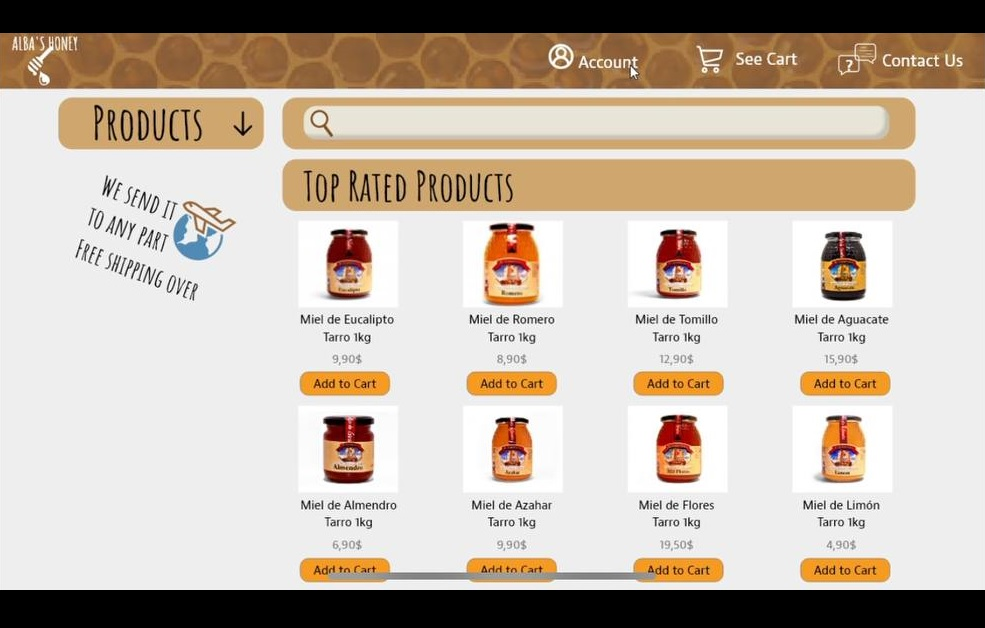 ALBA'S HONEY
Account
See Cart
?
Contact Us
PRODUCTS ↓
WE SEND IT
TO ANY PART
FREE SHIPPING OVER
TOP RATED PRODUCTS
Eucalipto
Romero
Tomillo
Aguacate
Miel de Eucalipto
Tarro 1kg
9,90$
Add to Cart
Miel de Romero
Tarro 1kg
8,90$
Add to Cart
Miel de Tomillo
Tarro 1kg
12,90$
Add to Cart
Miel de Aguacate
Tarro 1kg
15,90$
Add to Cart
Almendro
Azahar
Mil Flores
Limón
Miel de Almendro
Tarro 1kg
6,90$
Add to Cart
Miel de Azahar
Tarro 1kg
9,90$
Add to Cart
Miel de Flores
Tarro 1kg
19,50$
Add to Cart
Miel de Limón
Tarro 1kg
4,90$
Add to Cart